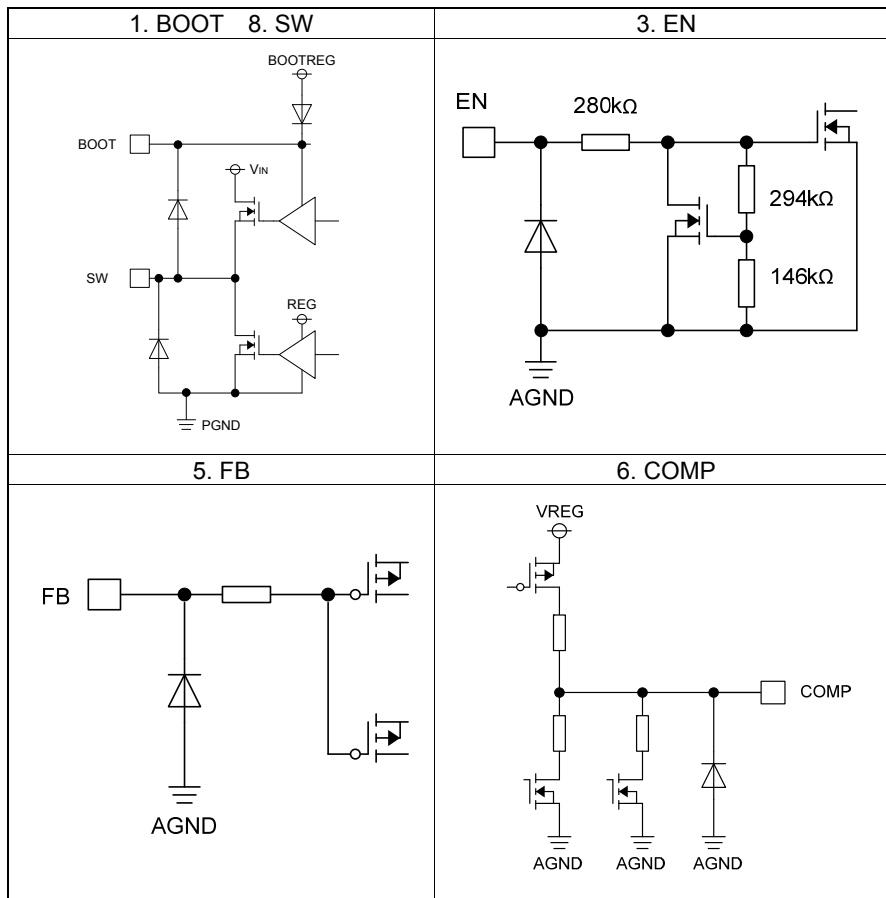 1. BOOT 8. SW
BOOTREG
BOOT
VIN
SW
REG
PGND
3. EN
EN
280kΩ
294kΩ
146kΩ
AGND
5. FB
FB
AGND
6. COMP
VREG
COMP
AGND AGND AGND